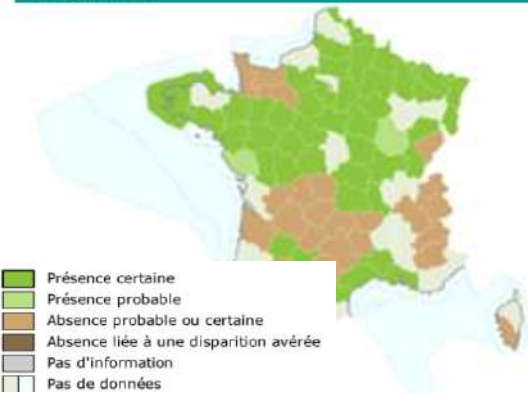 Présence certaine
Présence probable
Absence probable ou certaine
Absence liée à une disparition avérée
Pas d'information
Pas de données